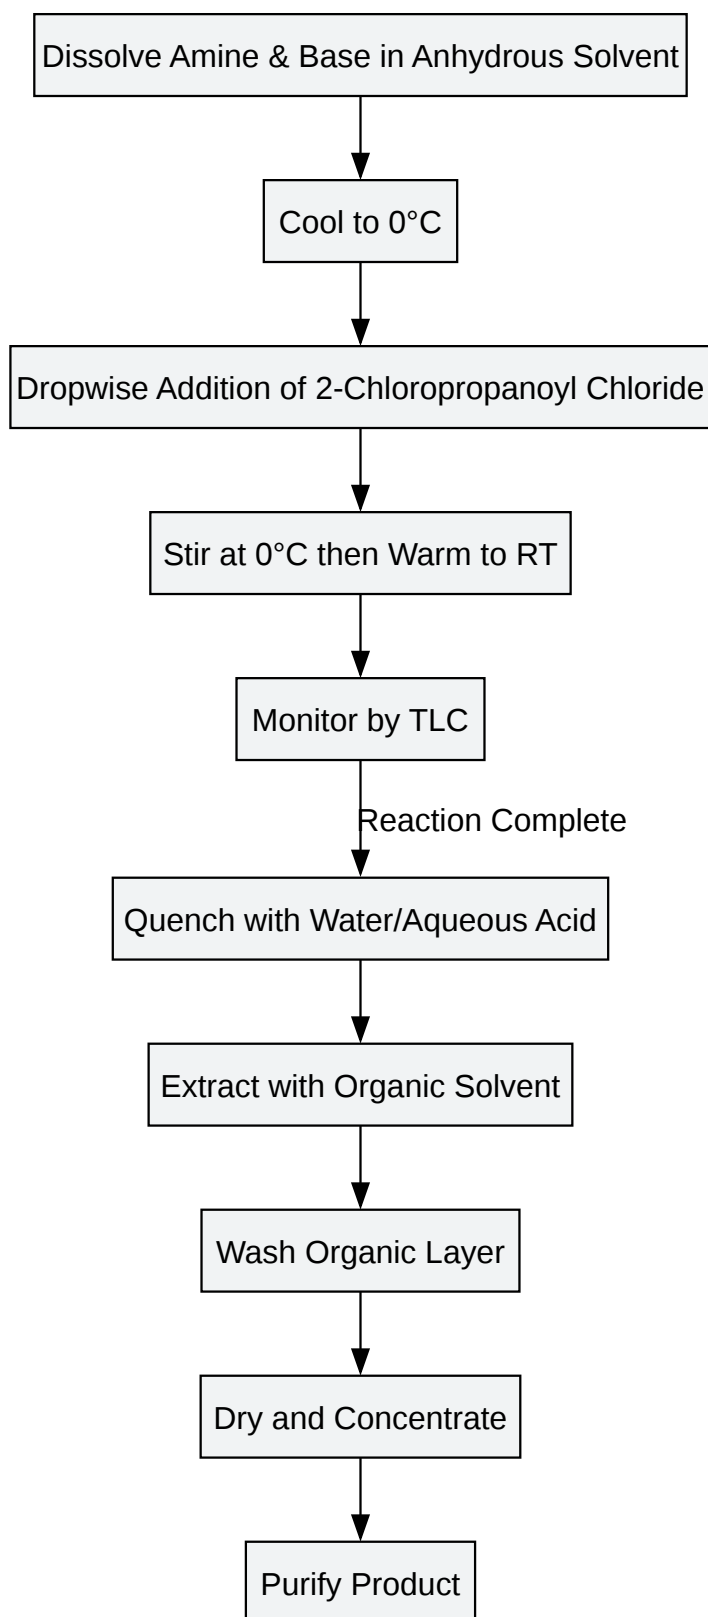 Dissolve Amine & Base in Anhydrous Solvent
Cool to 0°C
Dropwise Addition of 2-Chloropropanoyl Chloride
Stir at 0°C then Warm to RT
Monitor by TLC
Reaction Complete
Quench with Water/Aqueous Acid
Extract with Organic Solvent
Wash Organic Layer
Dry and Concentrate
Purify Product